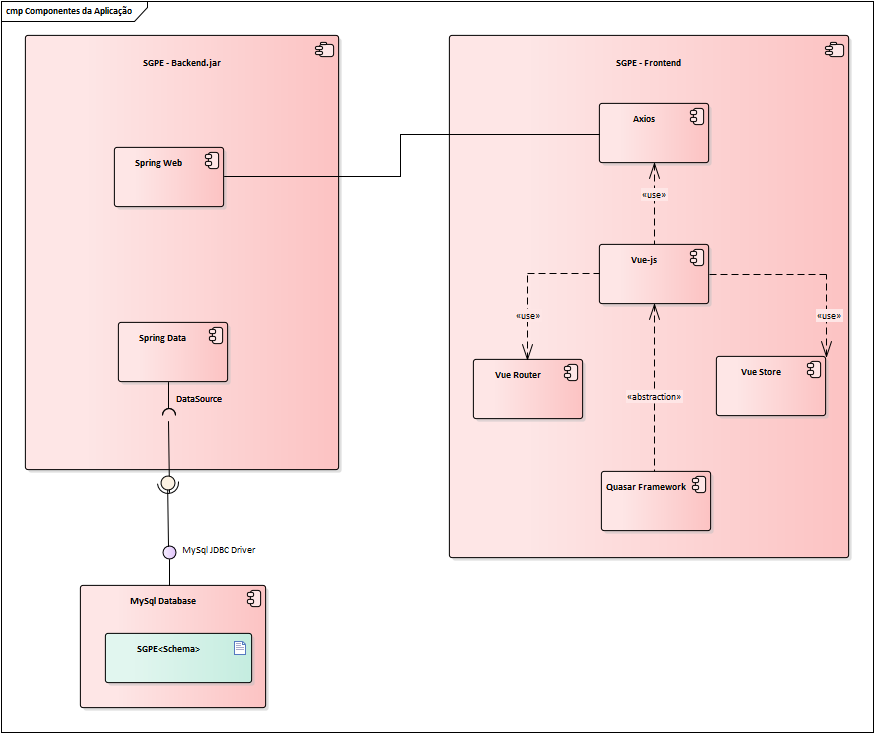 cmp Componentes da Aplicação
SGPE - Backend.jar
Spring Web
Spring Data
DataSource
MySql JDBC Driver
MySql Database
SGPE<Schema>
SGPE - Frontend
Axios
«use»
Vue-js
«use»
«use»
Vue Router
Vue Store
«abstraction»
Quasar Framework